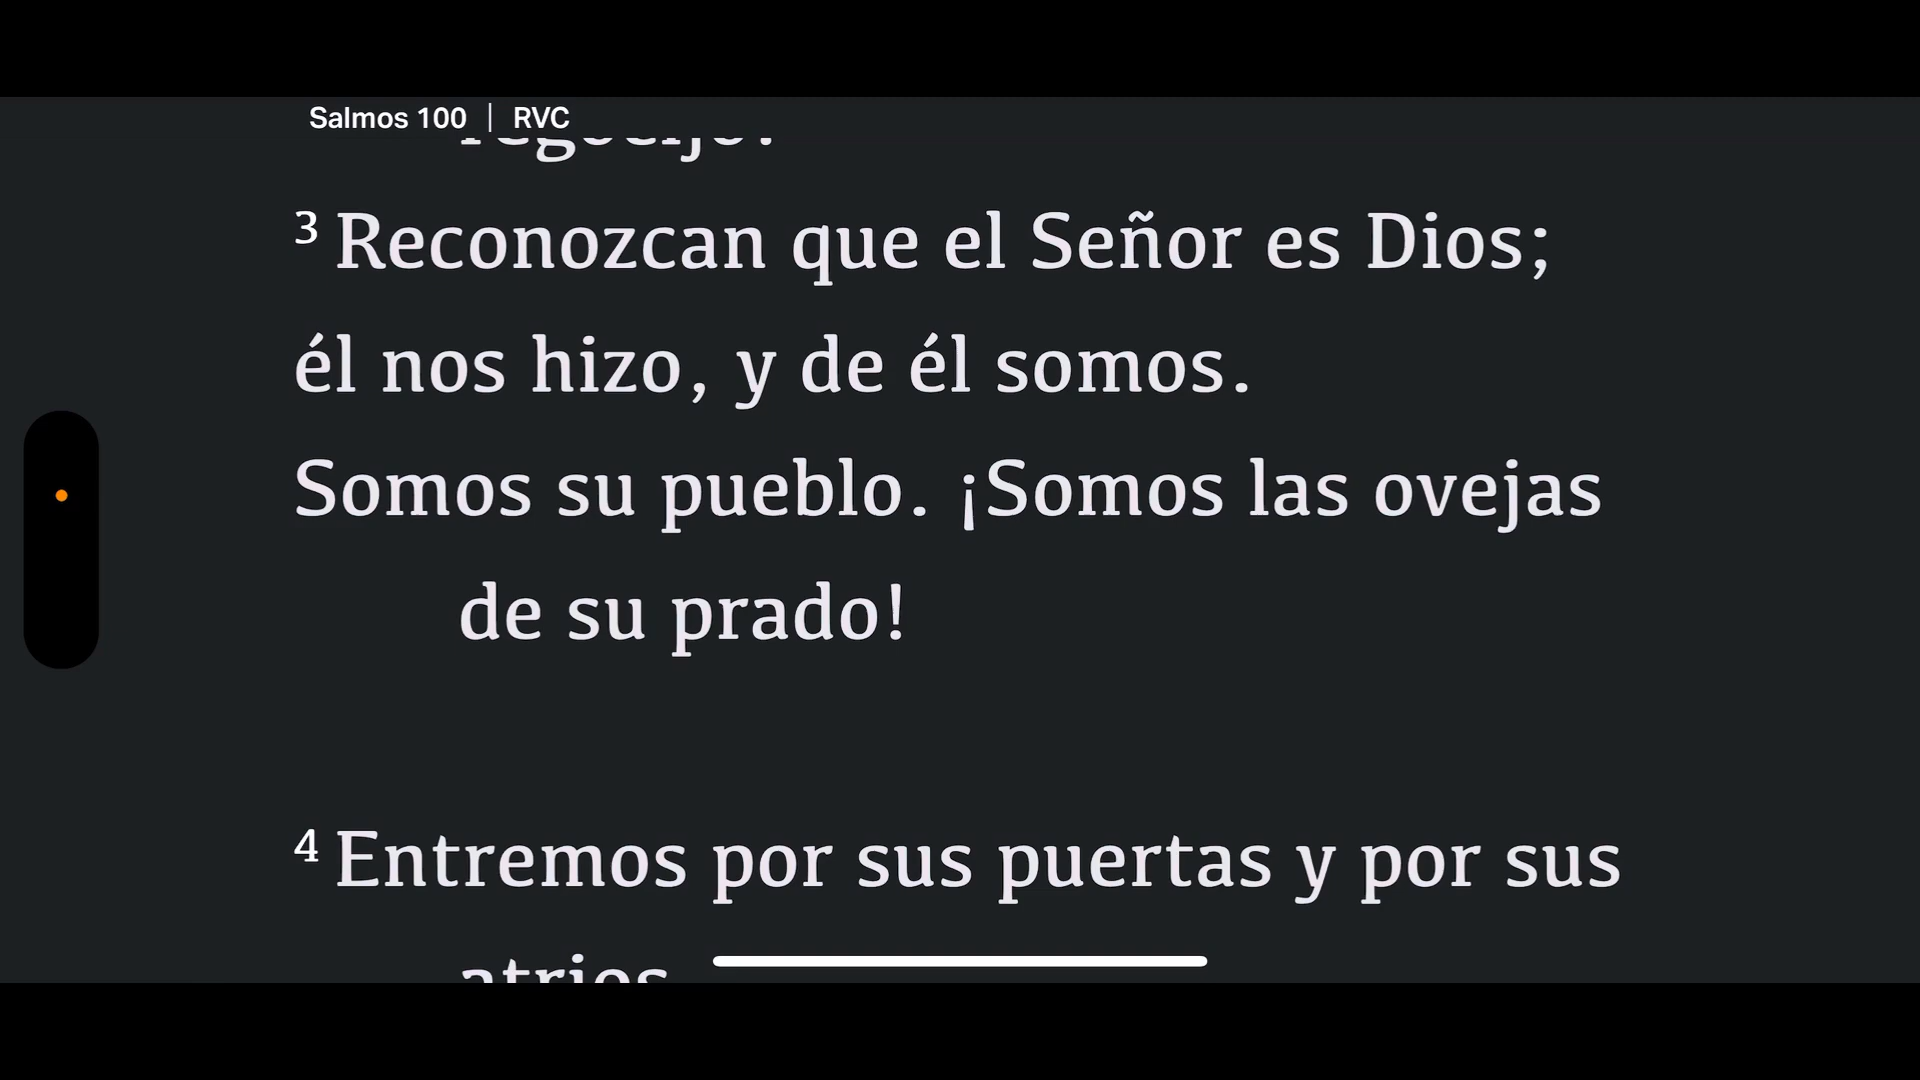 Salmos 100 | RVC
3 Reconozcan que el Señor es Dios;
él nos hizo, y de él somos.
Somos su pueblo. ¡Somos las ovejas
de su prado!
4 Entremos por sus puertas y por sus
atrios